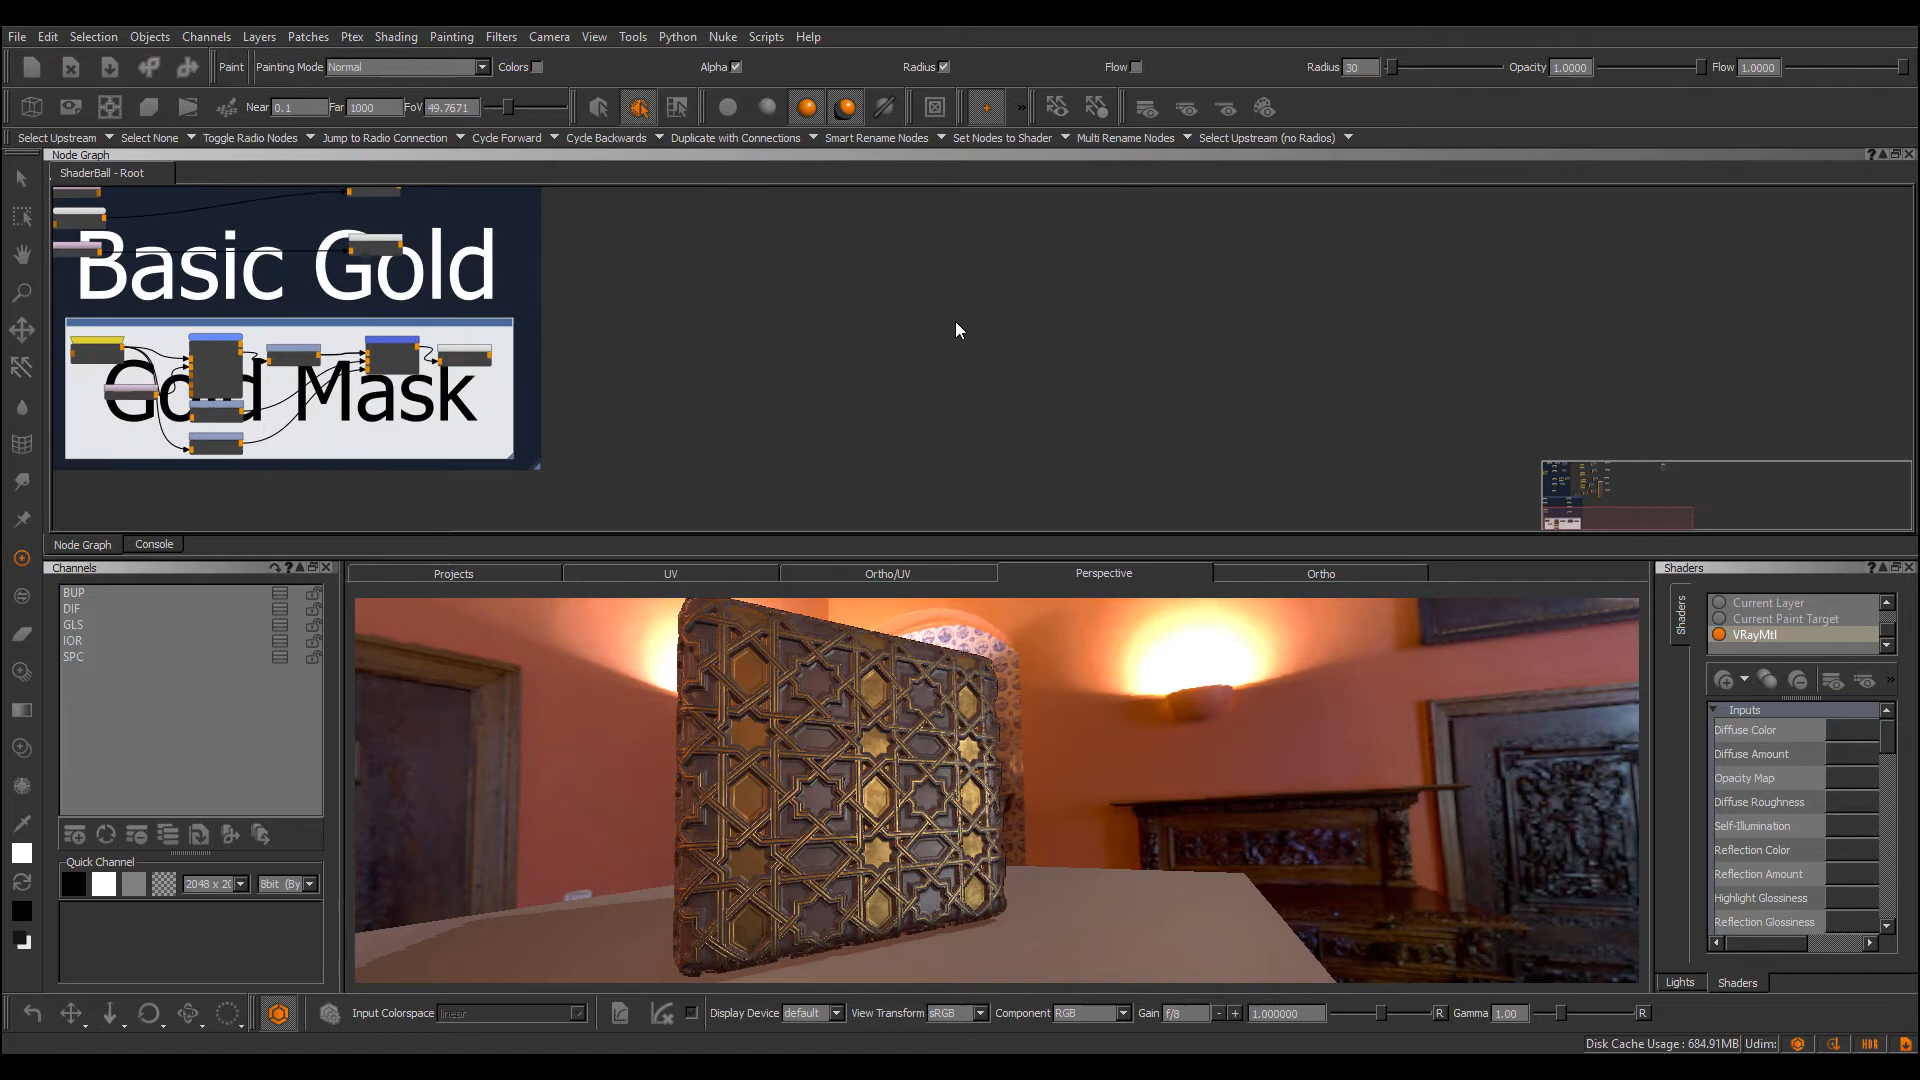 File Edit Selection Objects Channels Layers Patches Ptex Shading Painting Filters Camera View Tools Python Nuke Scripts Help
Paint Painting Mode Normal Colors Alpha Radius Flow Radius 30 Opacity 1.0000 Flow 1.0000
Near 0.1 Far 1000 FoV 49.7671
Select Upstream Select None Toggle Radio Nodes Jump to Radio Connection Cycle Forward Cycle Backwards Duplicate with Connections Smart Rename Nodes Set Nodes to Shader Multi Rename Nodes Select Upstream (no Radios)
Node Graph
ShaderBall - Root
Basic Gold
Gold Mask
Node Graph Console
Channels
BUP
DIF
GLS
IOR
SPC
Quick Channel
2048 x 20 8bit (By
Projects UV Ortho/UV Perspective Ortho
Shaders
Shaders
Current Layer
Current Paint Target
VRayMtl
Inputs
Diffuse Color
Diffuse Amount
Opacity Map
Diffuse Roughness
Self-Illumination
Reflection Color
Reflection Amount
Highlight Glossiness
Reflection Glossiness
Lights Shaders
Input Colorspace linear Display Device default View Transform sRGB Component RGB Gain f/8 - + 1.000000 R Gamma 1.00 R
Disk Cache Usage : 684.91MB Udim: HDR